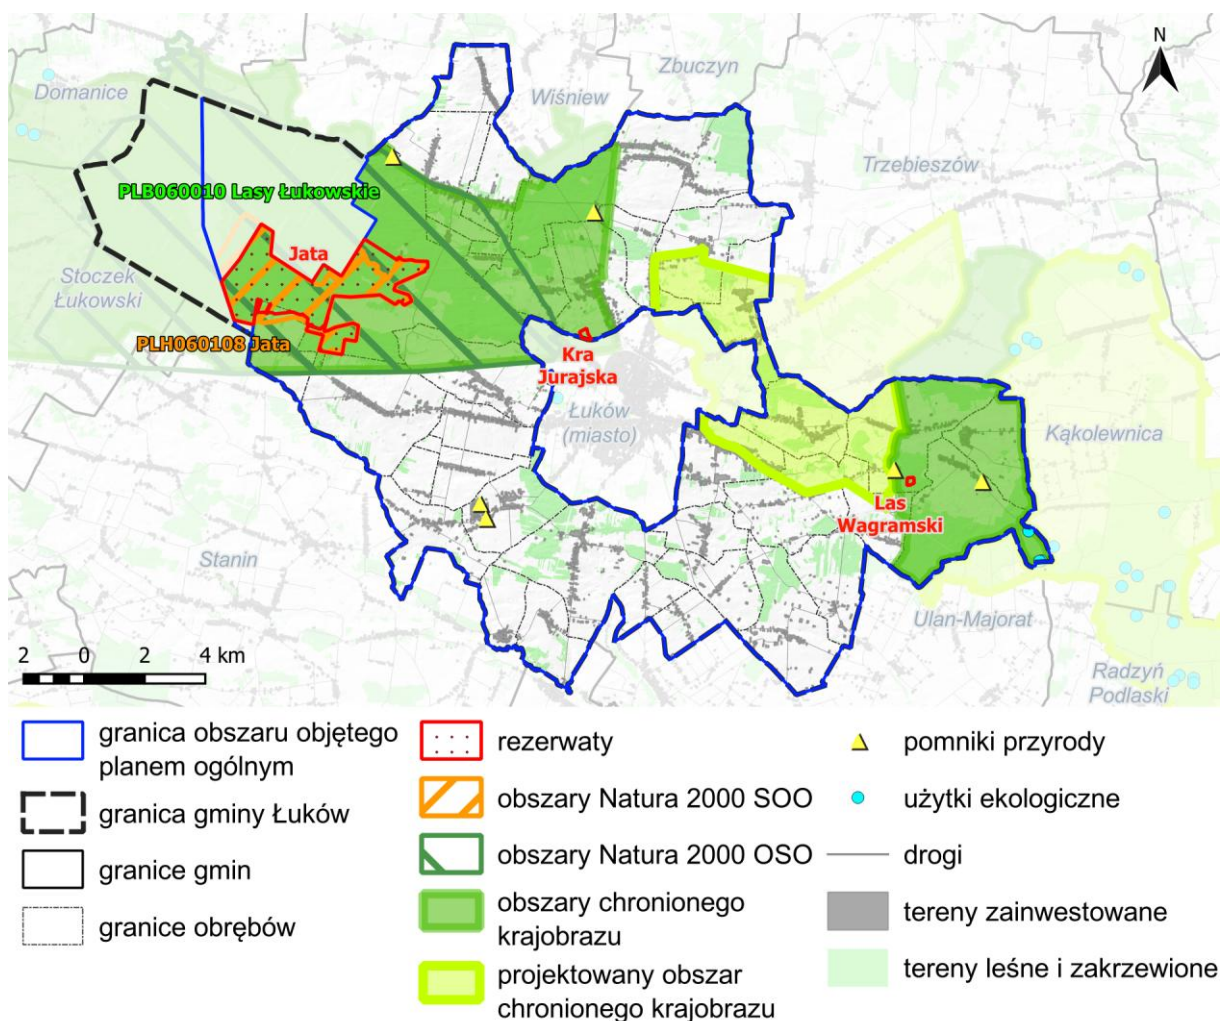 N
Zbuczyn
Wiśniew
Domanice
Trzebieszów
PLB060010 Lasy Łukowskie
Jata
Stoczek
Łukowski
PLH060108 Jata
Kra
Jurajska
Łuków
(miasto)
Kąkolewnica
Las
Wagramski
Stanin
Ulan-Majorat
Radzyń
Podlaski
2 0 2 4 km
granica obszaru objętego
planem ogólnym
granica gminy Łuków
granice gmin
granice obrębów
rezerwaty
obszary Natura 2000 SOO
obszary Natura 2000 OSO
obszary chronionego
krajobrazu
projektowany obszar
chronionego krajobrazu
pomniki przyrody
użytki ekologiczne
drogi
tereny zainwestowane
tereny leśne i zakrzewione